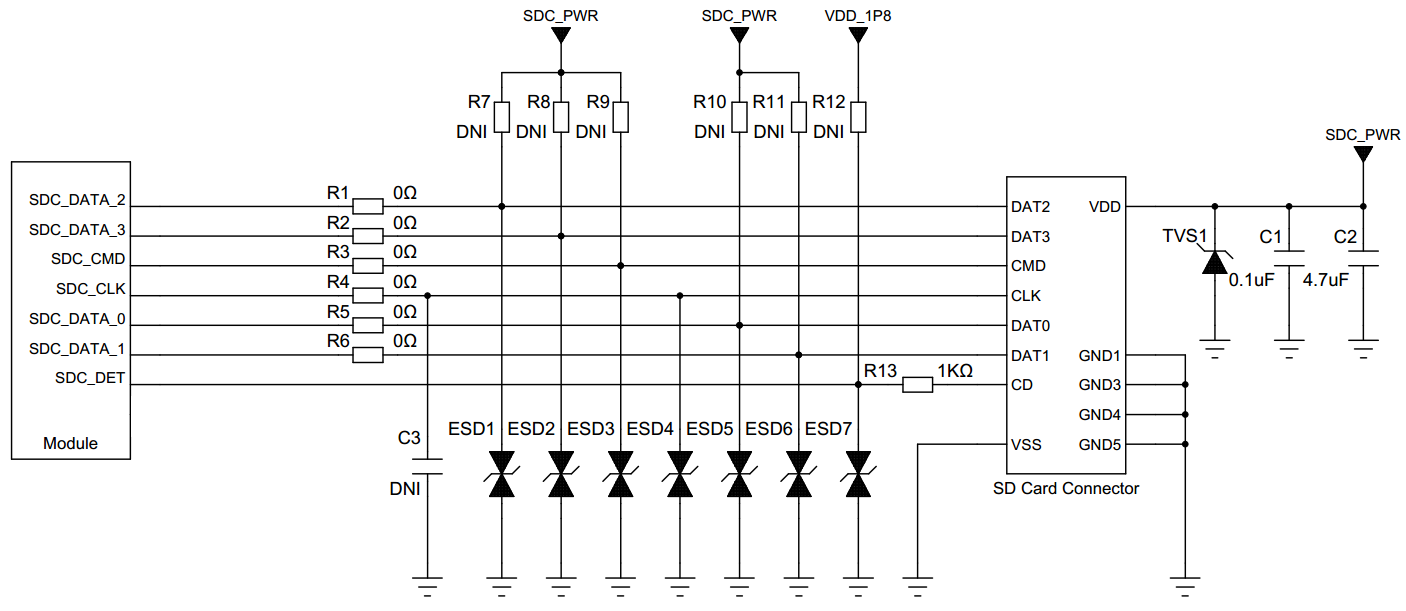 SDC_PWR SDC_PWR VDD_1P8
R7 R8 R9 R10 R11 R12
DNI DNI DNI DNI DNI DNI
SDC_PWR
SDC_DATA_2 R1 0Ω DAT2 VDD
SDC_DATA_3 R2 0Ω DAT3 TVS1 C1 C2
SDC_CMD R3 0Ω CMD
0.1uF 4.7uF
SDC_CLK R4 0Ω CLK
SDC_DATA_0 R5 0Ω DAT0
SDC_DATA_1 R6 0Ω DAT1 GND1
SDC_DET R13 1KΩ CD GND3
GND4
C3 ESD1 ESD2 ESD3 ESD4 ESD5 ESD6 ESD7
Module VSS GND5
DNI SD Card Connector